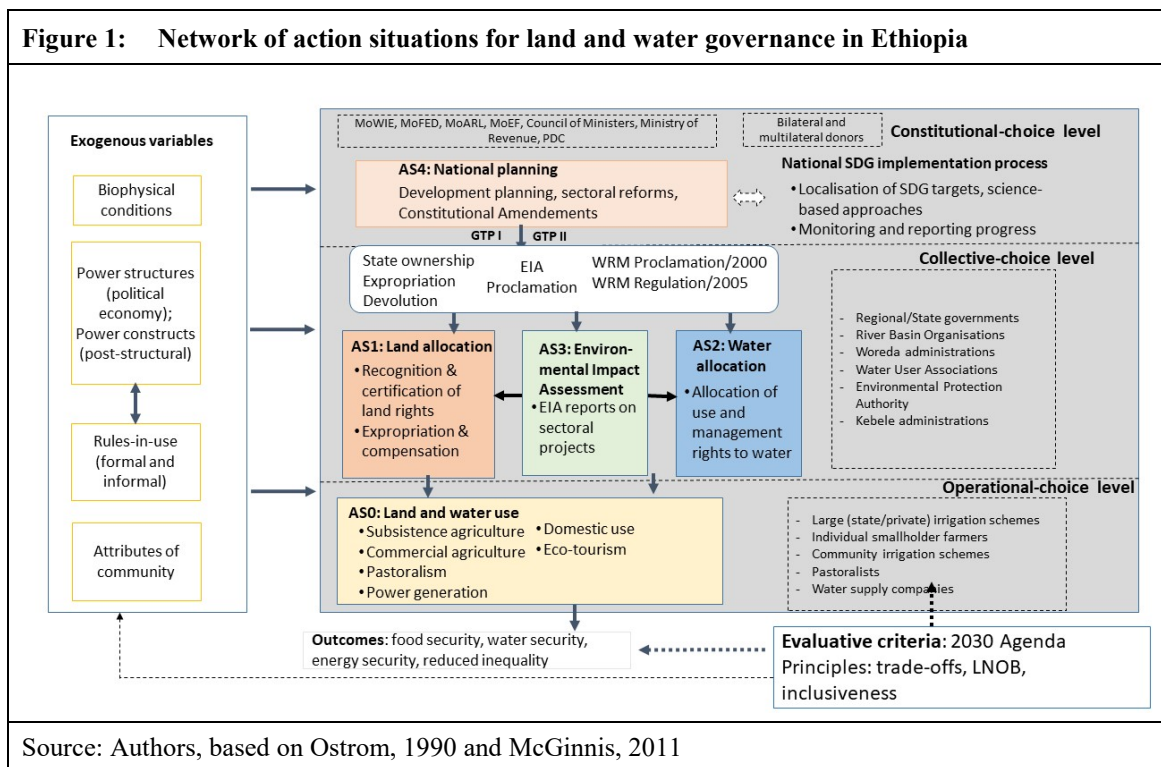 Figure 1: Network of action situations for land and water governance in Ethiopia
Exogenous variables
Biophysical
conditions
Power structures
(political
economy);
Power constructs
(post-structural)
Rules-in-use
(formal and
informal)
Attributes of
community
MoWIE, MoFED, MoARL, MoEF, Council of Ministers, Ministry of
Revenue, PDC
Bilateral and
multilateral donors
Constitutional-choice level
AS4: National planning
Development planning, sectoral reforms,
Constitutional Amendements
National SDG implementation process
•Localisation of SDG targets, science-
based approaches
•Monitoring and reporting progress
GTP I GTP II
Collective-choice level
State ownership
Expropriation
Devolution
EIA
Proclamation
WRM Proclamation/2000
WRM Regulation/2005
AS1: Land allocation
•Recognition &
certification of
land rights
•Expropriation &
compensation
AS3: Environ-
mental Impact
Assessment
•EIA reports on
sectoral
projects
AS2: Water
allocation
•Allocation of
use and
management
rights to water
- Regional/State governments
- River Basin Organisations
- Woreda administrations
- Water User Associations
- Environmental Protection
Authority
- Kebele administrations
Operational-choice level
AS0: Land and water use
•Subsistence agriculture
•Commercial agriculture
•Pastoralism
•Power generation
•Domestic use
•Eco-tourism
- Large (state/private) irrigation schemes
- Individual smallholder farmers
- Community irrigation schemes
- Pastoralists
- Water supply companies
Outcomes: food security, water security,
energy security, reduced inequality
Evaluative criteria: 2030 Agenda
Principles: trade-offs, LNOB,
inclusiveness
Source: Authors, based on Ostrom, 1990 and McGinnis, 2011